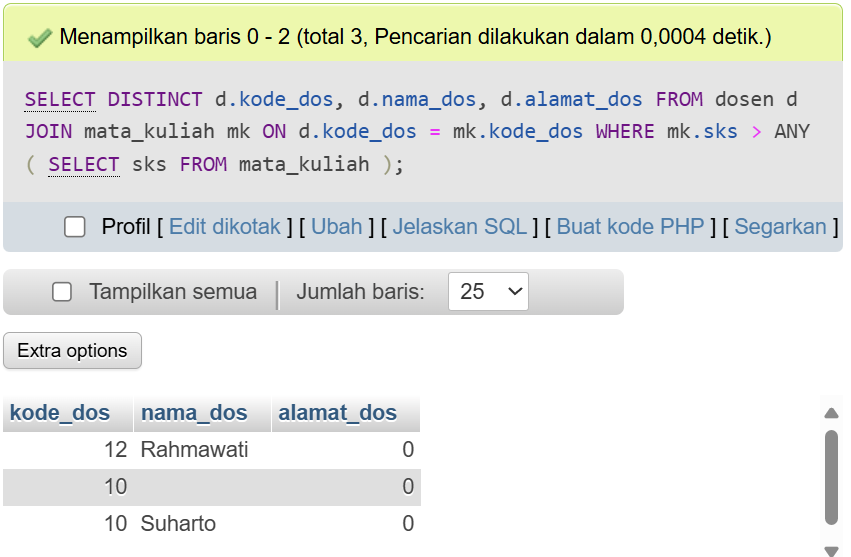 Menampilkan baris 0 - 2 (total 3, Pencarian dilakukan dalam 0,0004 detik.)
SELECT DISTINCT d.kode_dos, d.nama_dos, d.alamat_dos FROM dosen d
JOIN mata_kuliah mk ON d.kode_dos = mk.kode_dos WHERE mk.sks > ANY
( SELECT sks FROM mata_kuliah );
Profil [ Edit dikotak ] [ Ubah ] [ Jelaskan SQL ] [ Buat kode PHP ] [ Segarkan ]
Tampilkan semua | Jumlah baris: 25
Extra options
kode_dos nama_dos alamat_dos
12 Rahmawati 0
10 0
10 Suharto 0